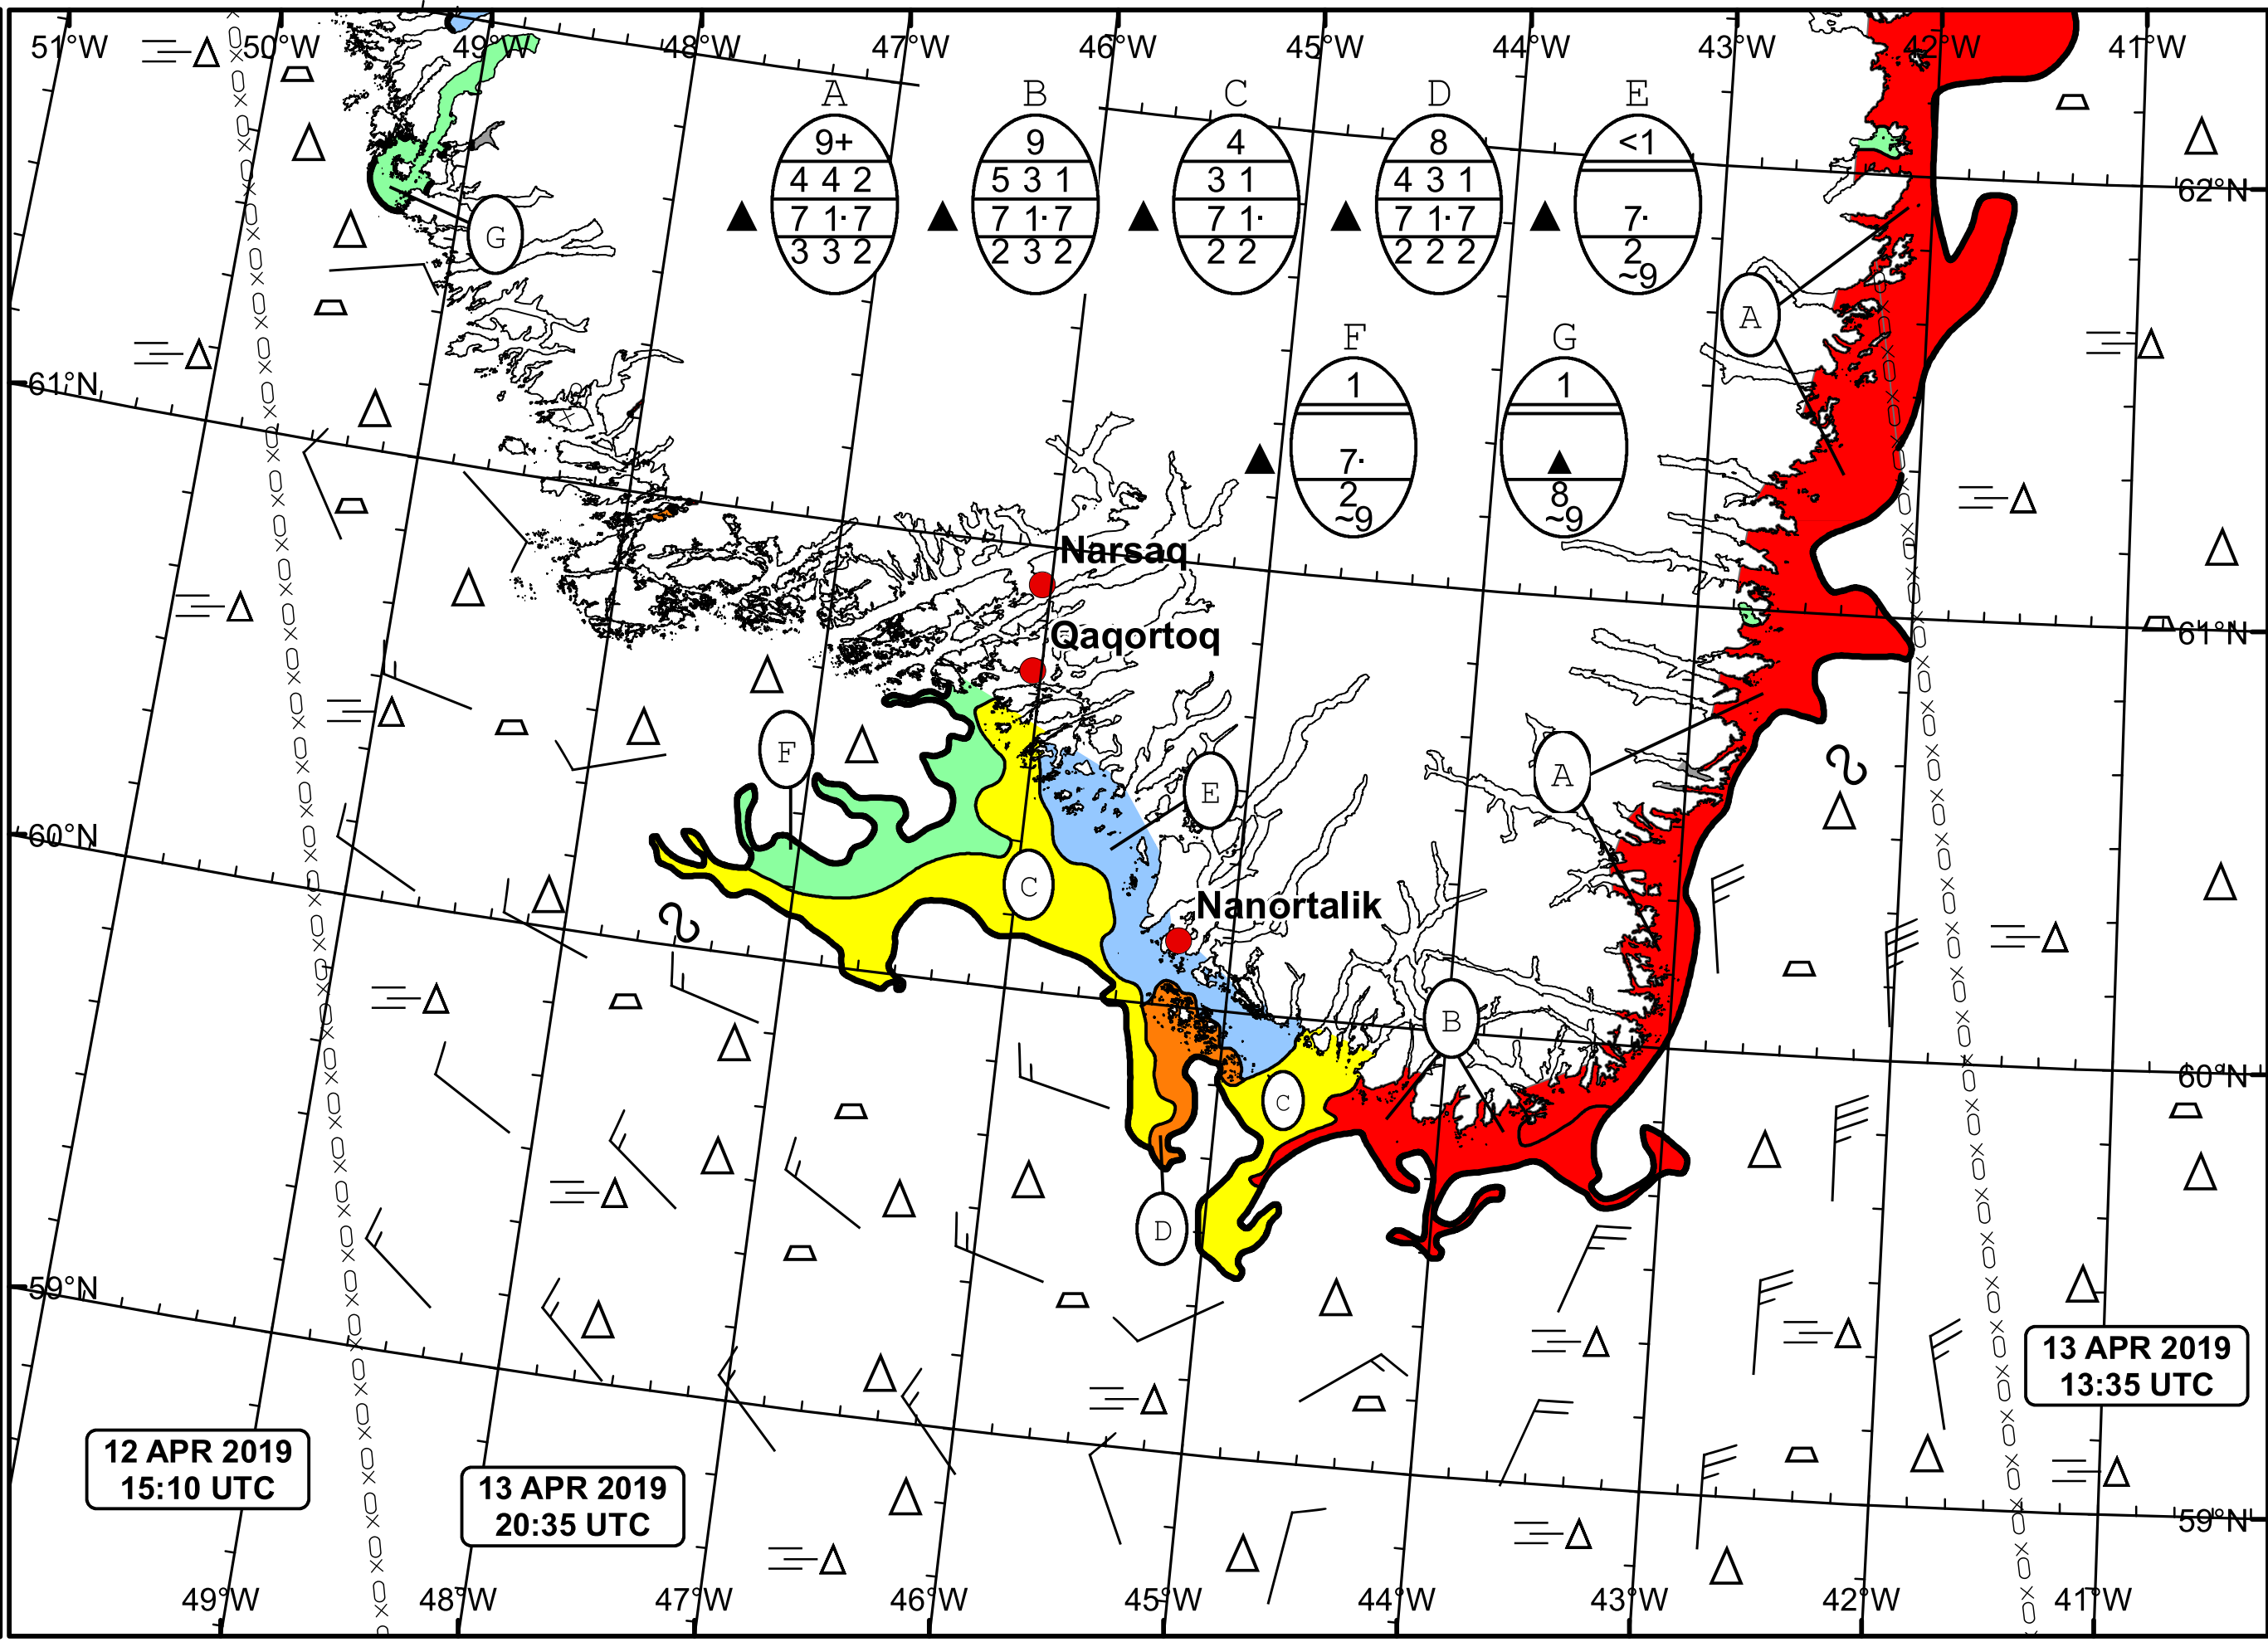 51°W 50°W 49°W 48°W 47°W 46°W 45°W 44°W 43°W 42°W 41°W
A B C D E
9+ 9 4 8 <1
4 4 2 5 3 1 3 1 4 3 1
7 1· 7 7 1· 7 7 1· 7 1· 7 7·
3 3 2 2 3 2 2 2 2 2 2 2
~9
62°N
G
A
F G
1 1
61°N
7·
2 8
~9 ~9
Narsaq
Qaqortoq
61°N
F
E
A
60°N
C
Nanortalik
B
60°N
C
D
59°N
13 APR 2019
13:35 UTC
12 APR 2019
15:10 UTC
13 APR 2019
20:35 UTC
59°N
49°W 48°W 47°W 46°W 45°W 44°W 43°W 42°W 41°W